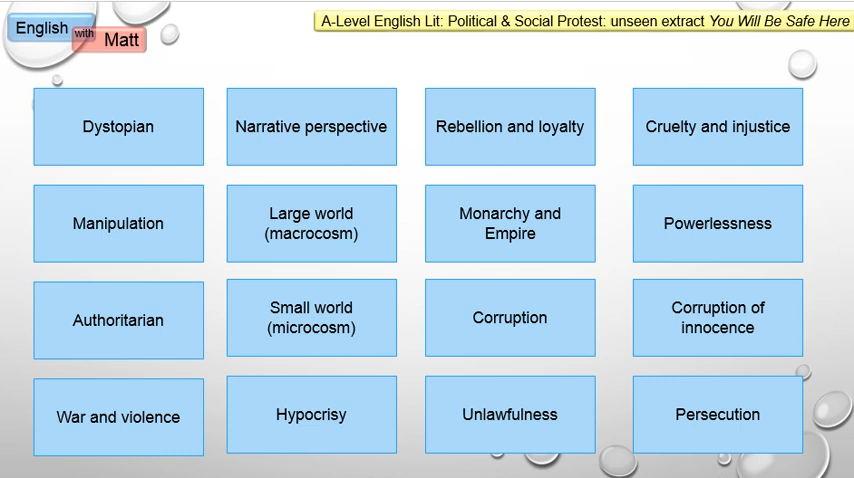 English with Matt
A-Level English Lit: Political & Social Protest: unseen extract You Will Be Safe Here
Dystopian
Narrative perspective
Rebellion and loyalty
Cruelty and injustice
Manipulation
Large world
(macrocosm)
Monarchy and
Empire
Powerlessness
Authoritarian
Small world
(microcosm)
Corruption
Corruption of
innocence
War and violence
Hypocrisy
Unlawfulness
Persecution